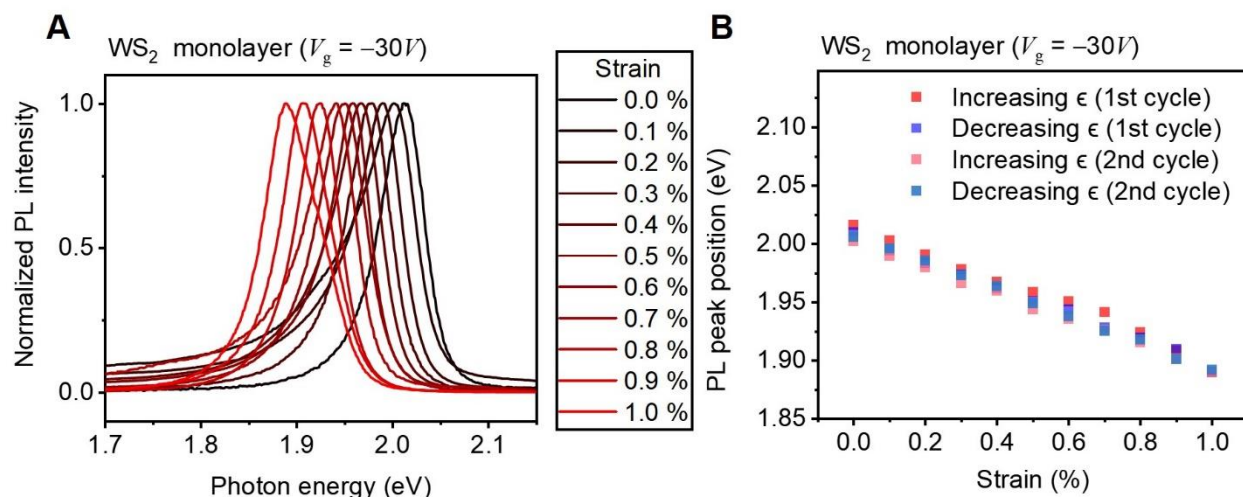 A
WS₂ monolayer (Vg = −30V)
Normalized PL intensity
1.0
0.5
0.0
1.7 1.8 1.9 2.0 2.1
Photon energy (eV)
Strain
0.0 %
0.1 %
0.2 %
0.3 %
0.4 %
0.5 %
0.6 %
0.7 %
0.8 %
0.9 %
1.0 %
B
WS₂ monolayer (Vg = −30V)
PL peak position (eV)
2.10
2.05
2.00
1.95
1.90
1.85
Increasing ϵ (1st cycle)
Decreasing ϵ (1st cycle)
Increasing ϵ (2nd cycle)
Decreasing ϵ (2nd cycle)
0.0 0.2 0.4 0.6 0.8 1.0
Strain (%)